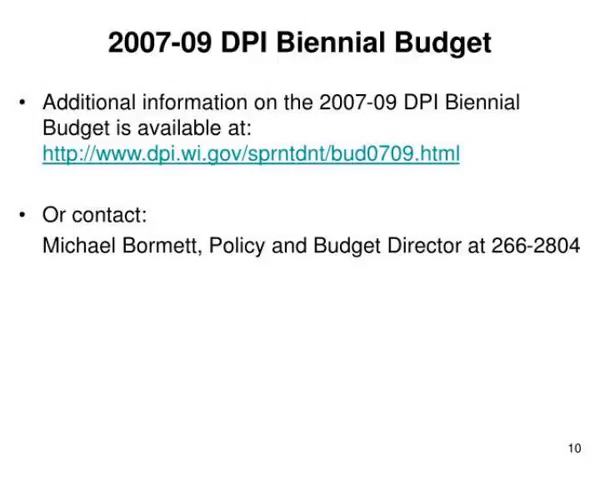 2007-09 DPI Biennial Budget
• Additional information on the 2007-09 DPI Biennial
Budget is available at:
http://www.dpi.wi.gov/sprntdnt/bud0709.html
• Or contact:
Michael Bormett, Policy and Budget Director at 266-2804
10